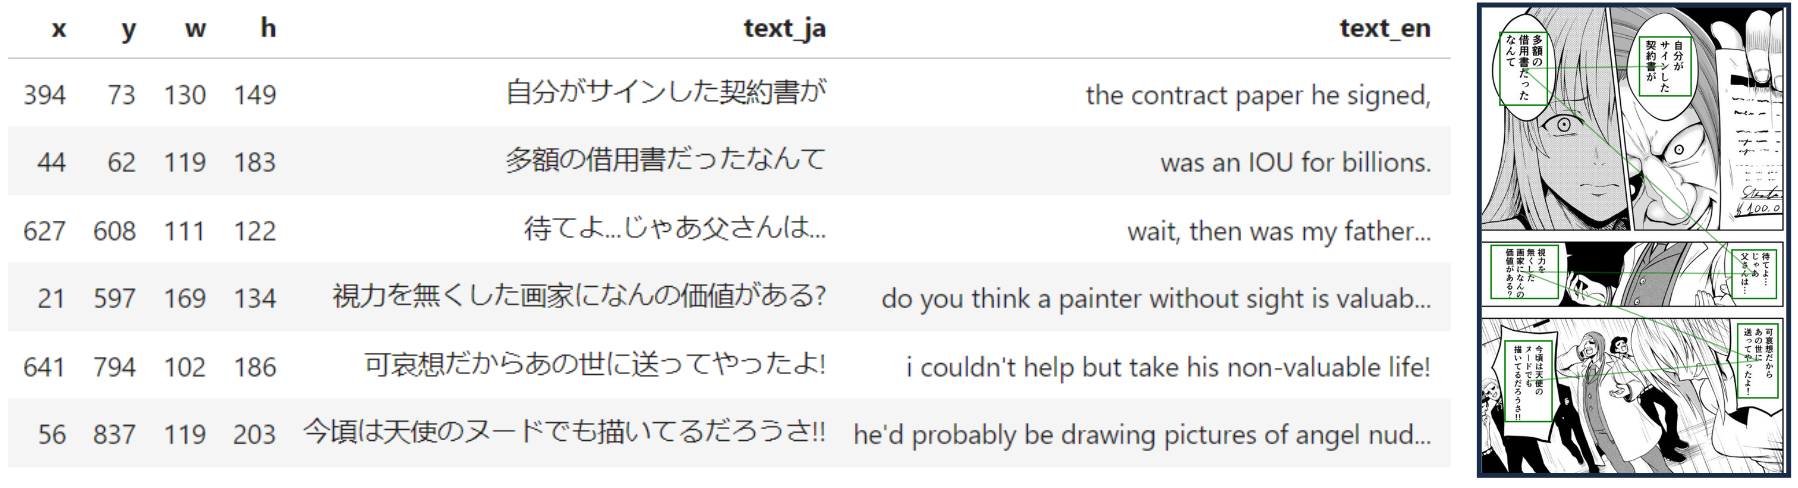 x y w h text_ja text_en
394 73 130 149 自分がサインした契約書が the contract paper he signed,
44 62 119 183 多額の借用書だったなんて was an IOU for billions.
627 608 111 122 待てよ...じゃあ父さんは... wait, then was my father...
21 597 169 134 視力を無くした画家になんの価値がある? do you think a painter without sight is valuab...
641 794 102 186 可哀想だからあの世に送ってやったよ! i couldn't help but take his non-valuable life!
56 837 119 203 今頃は天使のヌードでも描いてるだろうさ!! he'd probably be drawing pictures of angel nud...
自分が
サインした
契約書が
多額の
借用書だった
なんて
¥100,0
待てよ…
じゃあ
父さんは…
視力を
無くした
画家になんの
価値がある?
可哀想だから
あの世に
送ってやったよ!
今頃は天使の
ヌードでも
描いてるだろうさ!!